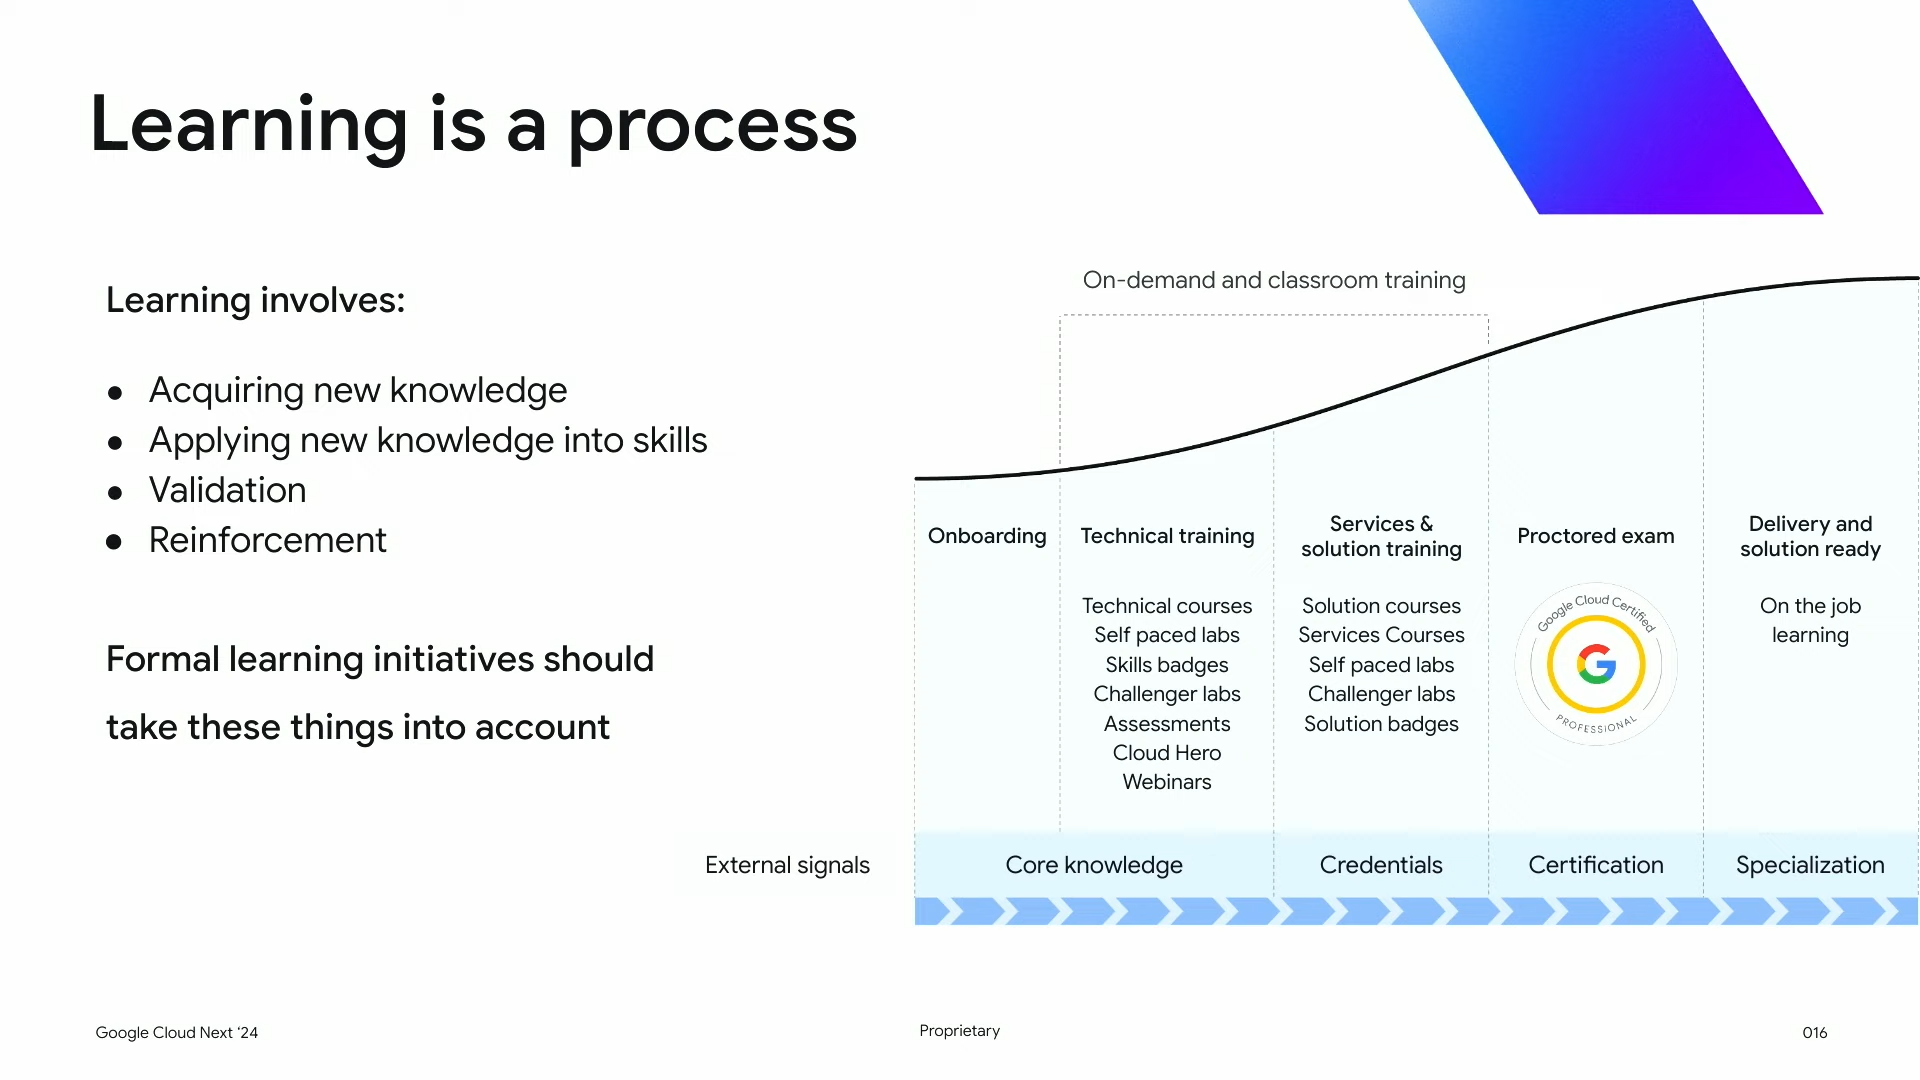 Learning is a process
Learning involves:
● Acquiring new knowledge
● Applying new knowledge into skills
● Validation
● Reinforcement
Formal learning initiatives should
take these things into account
On-demand and classroom training
Onboarding
Technical training
Technical courses
Self paced labs
Skills badges
Challenger labs
Assessments
Cloud Hero
Webinars
Services &
solution training
Solution courses
Services Courses
Self paced labs
Challenger labs
Solution badges
Proctored exam
Google Cloud Certified
PROFESSIONAL
Delivery and
solution ready
On the job
learning
External signals
Core knowledge
Credentials
Certification
Specialization
Google Cloud Next ‘24
Proprietary
016